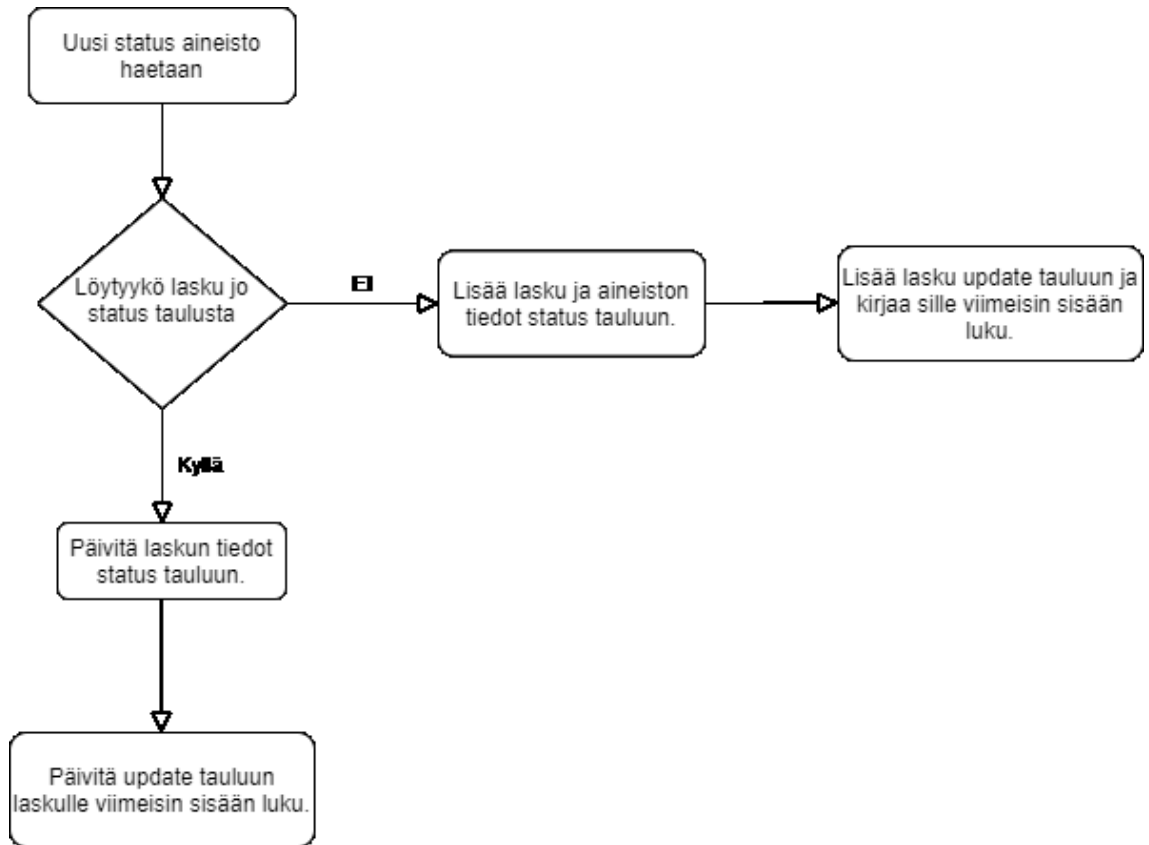 Uusi status aineisto
haetaan
Löytyykö lasku jo
status taulusta
EI
Lisää lasku ja aineiston
tiedot status tauluun.
Lisää lasku update tauluun ja
kirjaa sille viimeisin sisään
luku.
Kyllä
Päivitä laskun tiedot
status tauluun.
Päivitä update tauluun
laskulle viimeisin sisään luku.